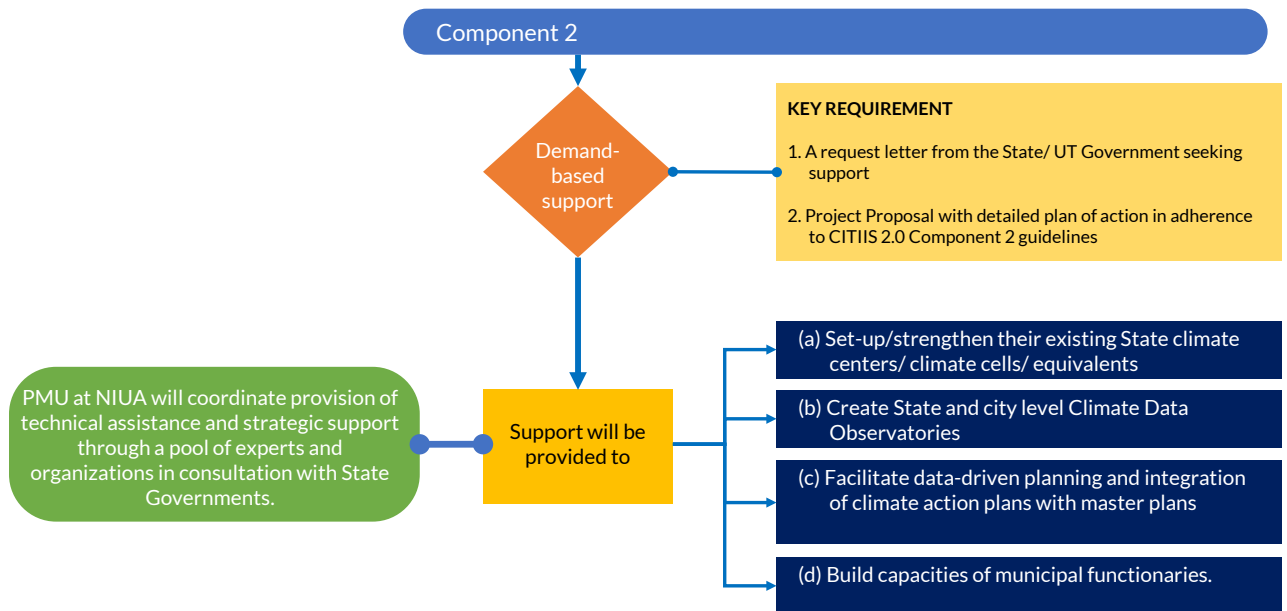 Component 2
Demand-
based
support
KEY REQUIREMENT
1. A request letter from the State/ UT Government seeking
support
2. Project Proposal with detailed plan of action in adherence
to CITIIS 2.0 Component 2 guidelines
PMU at NIUA will coordinate provision of
technical assistance and strategic support
through a pool of experts and
organizations in consultation with State
Governments.
Support will be
provided to
(a) Set-up/strengthen their existing State climate
centers/ climate cells/ equivalents
(b) Create State and city level Climate Data
Observatories
(c) Facilitate data-driven planning and integration
of climate action plans with master plans
(d) Build capacities of municipal functionaries.